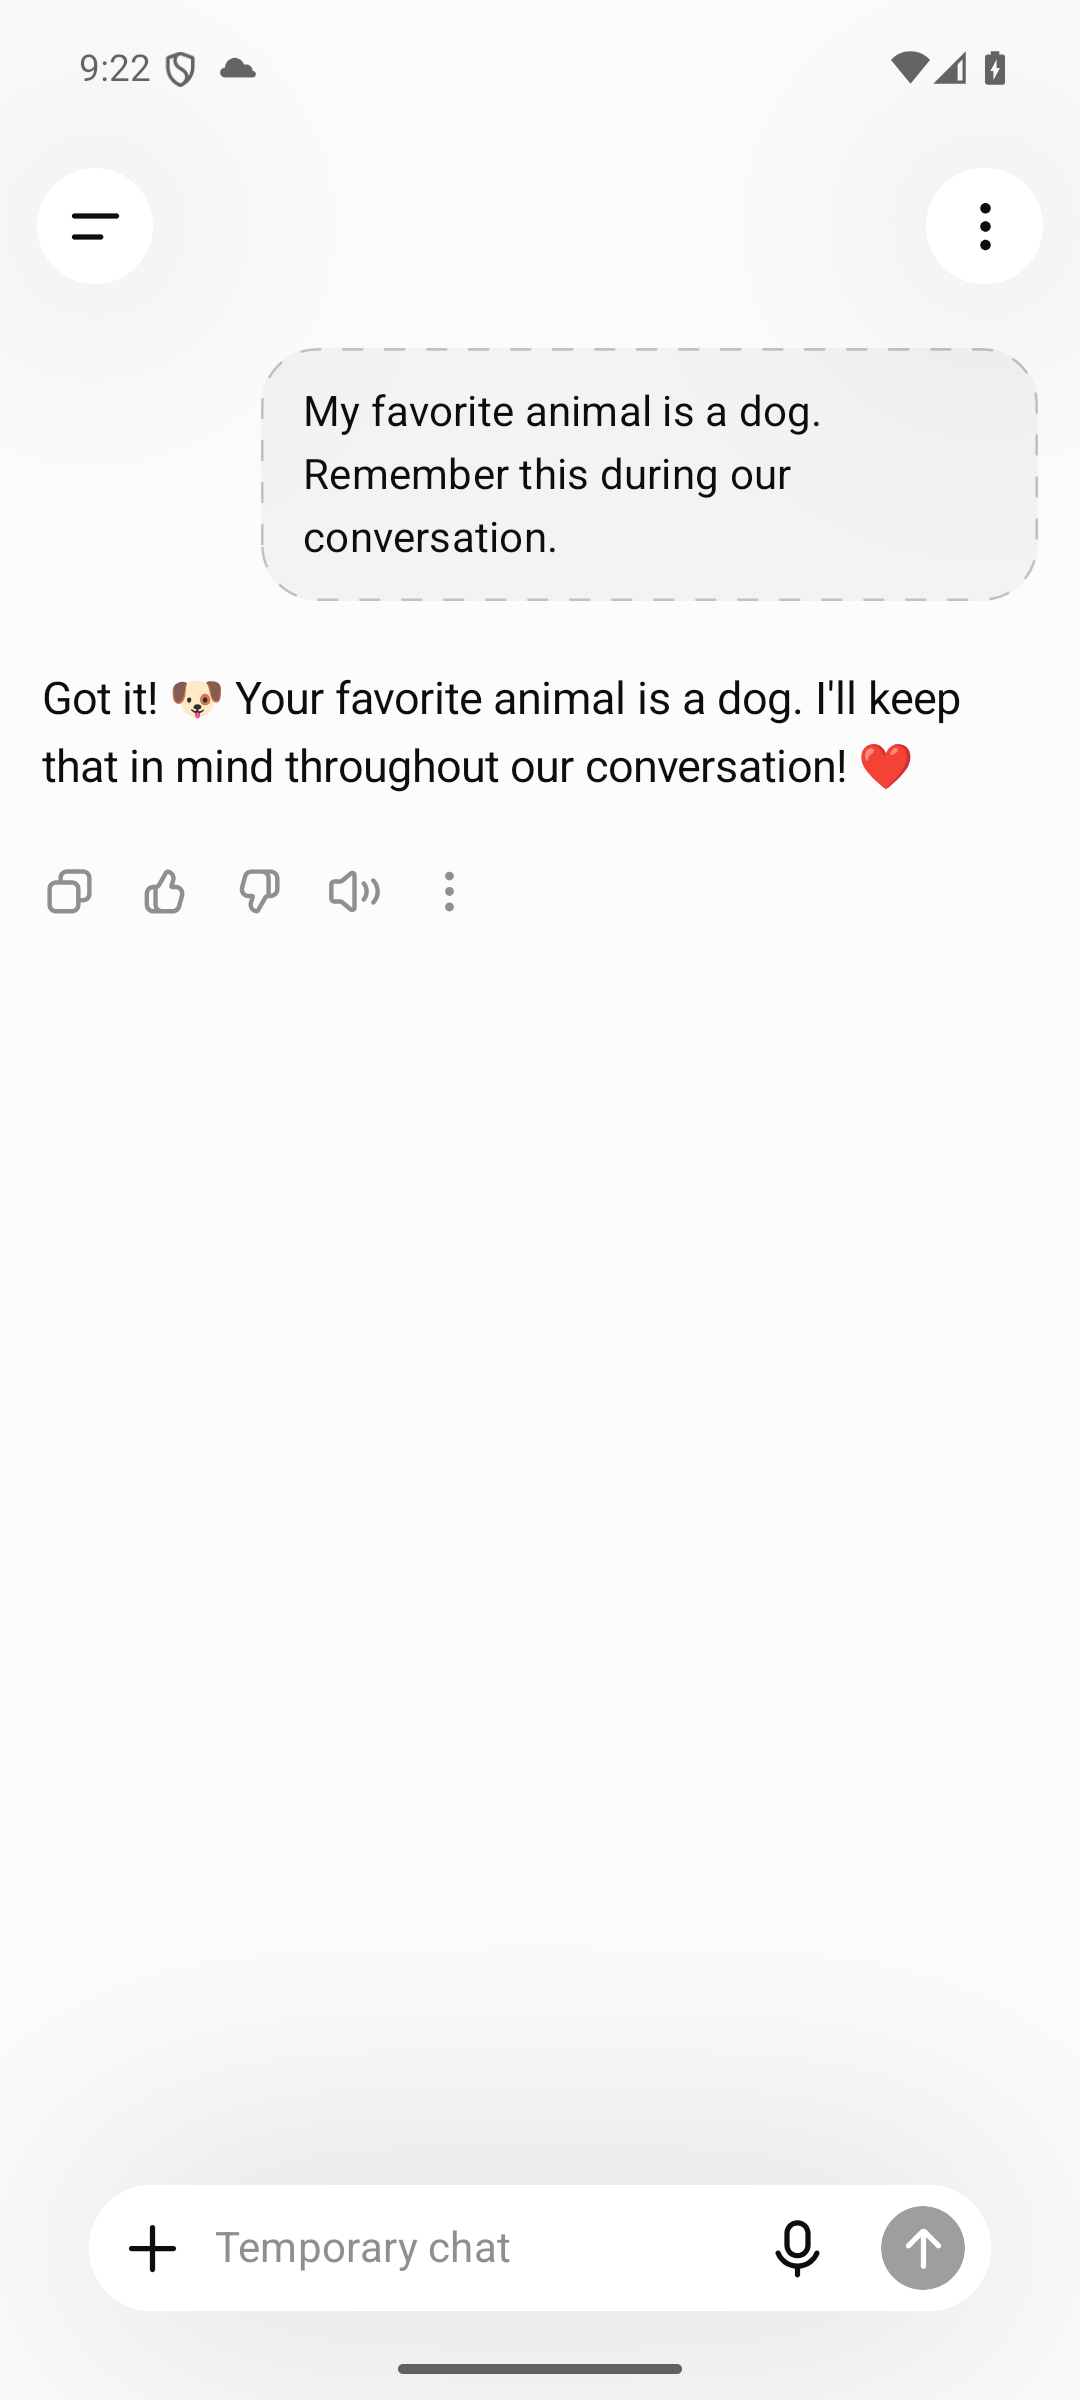 9:22
My favorite animal is a dog.
Remember this during our
conversation.
Got it! 🐶 Your favorite animal is a dog. I'll keep
that in mind throughout our conversation! ❤️
Temporary chat